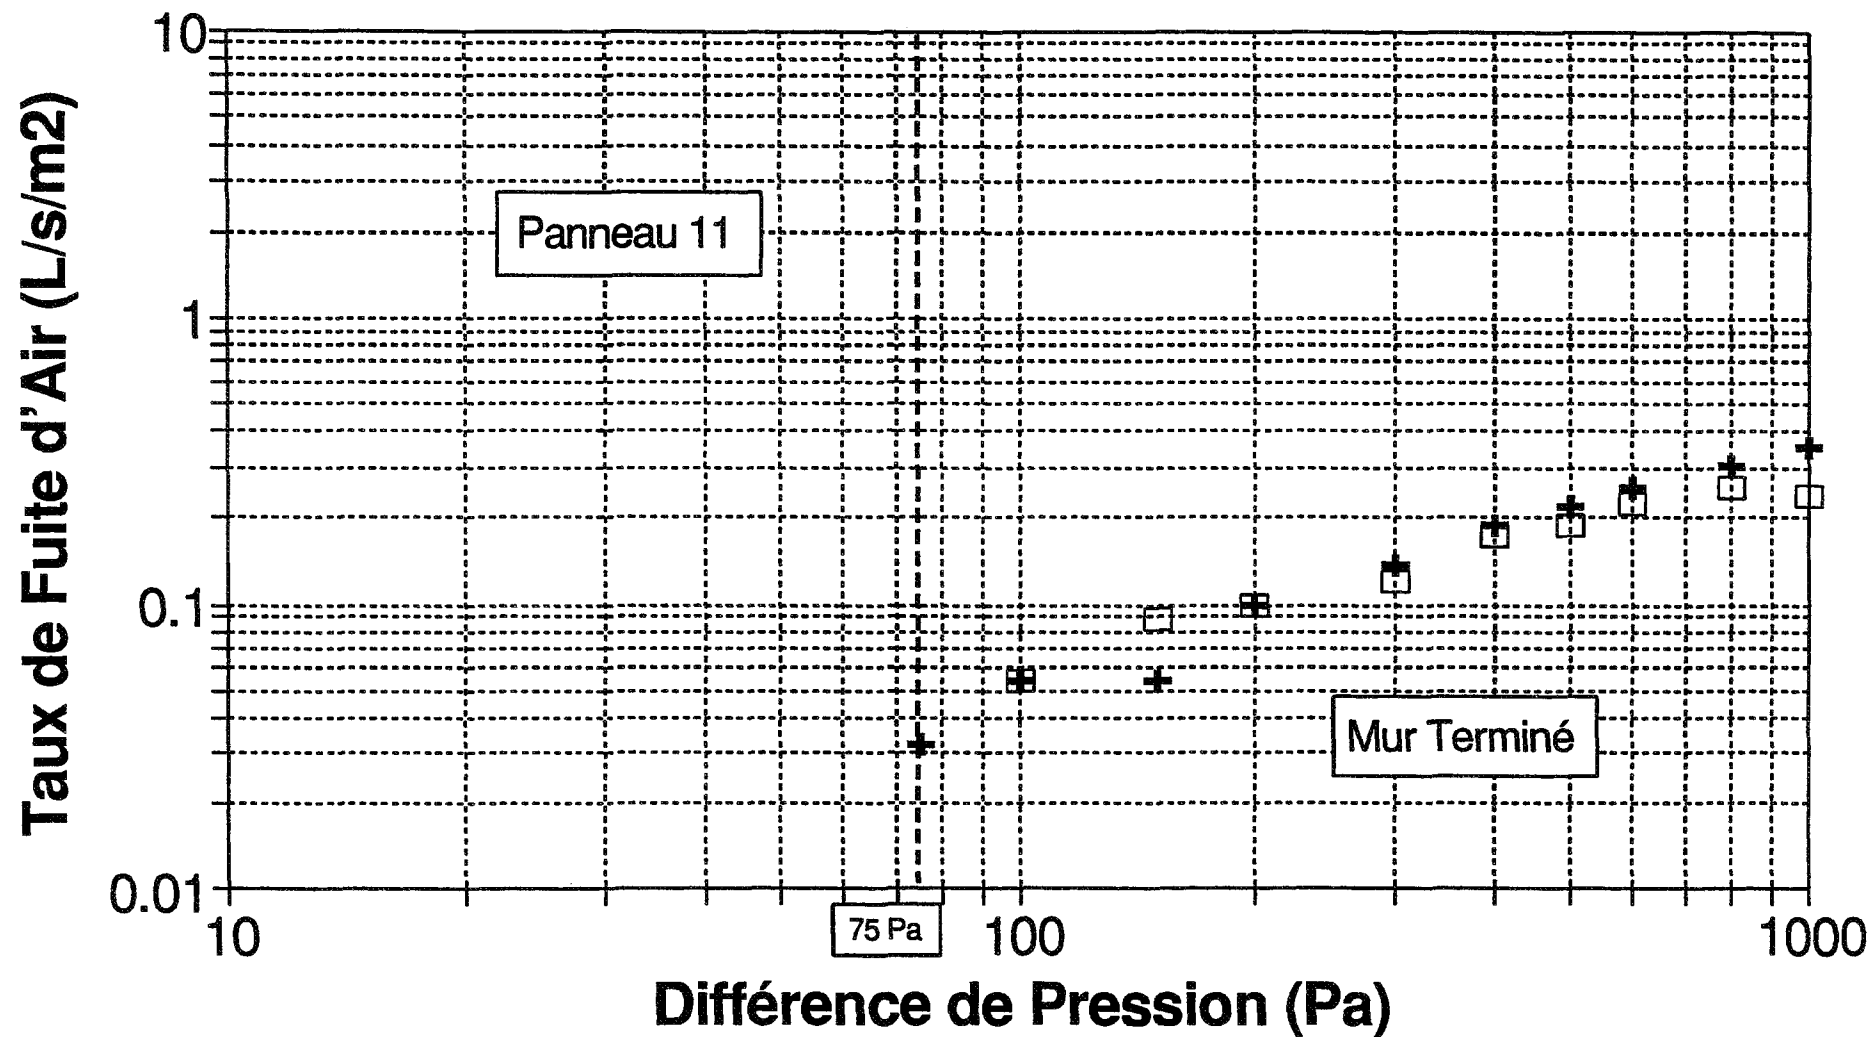 10
Panneau 11
1
0.1
Mur Terminé
0.01
10
75 Pa
100
1000
Taux de Fuite d'Air (L/s/m2)
Différence de Pression (Pa)